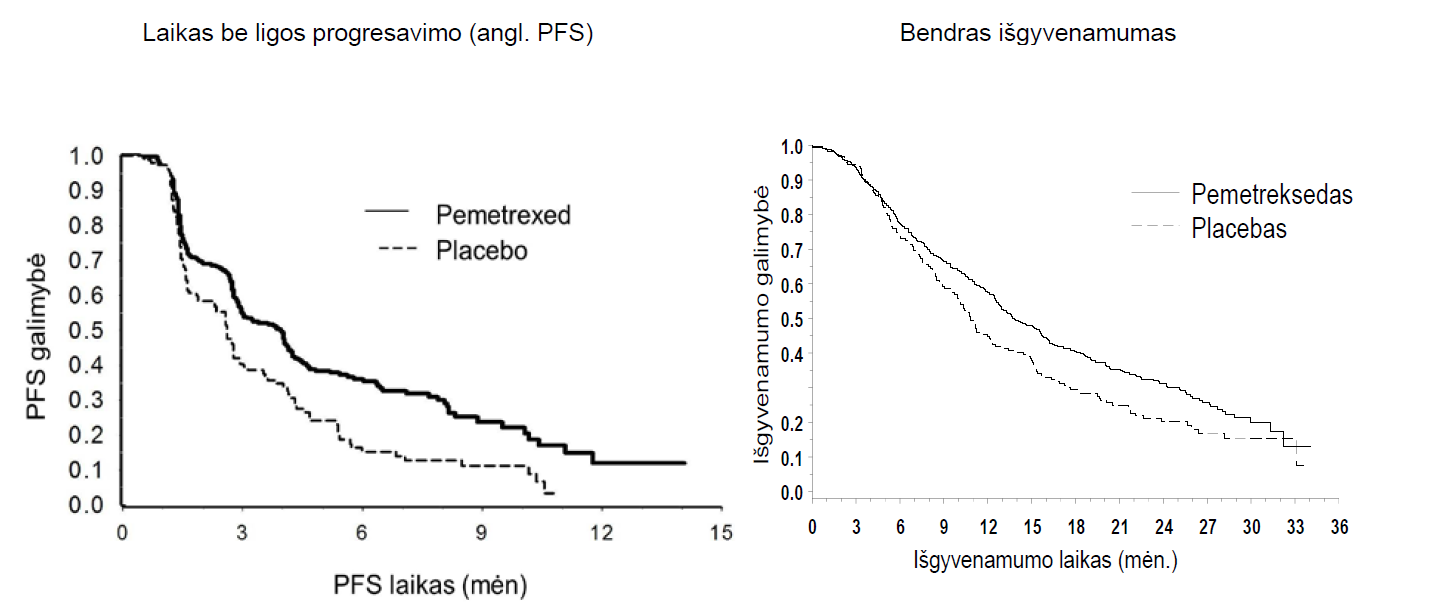 Laikas be ligos progresavimo (angl. PFS)
PFS galimybė
1.0
0.9
0.8
0.7
0.6
0.5
0.4
0.3
0.2
0.1
0.0
Pemetrexed
Placebo
0 3 6 9 12 15
PFS laikas (mėn)
Bendras išgyvenamumas
Išgyvenamumo galimybė
1.0
0.9
0.8
0.7
0.6
0.5
0.4
0.2
0.1
0.0
Pemetreksedas
Placebas
0 3 6 9 12 15 18 21 24 27 30 33 36
Išgyvenamumo laikas (mėn.)